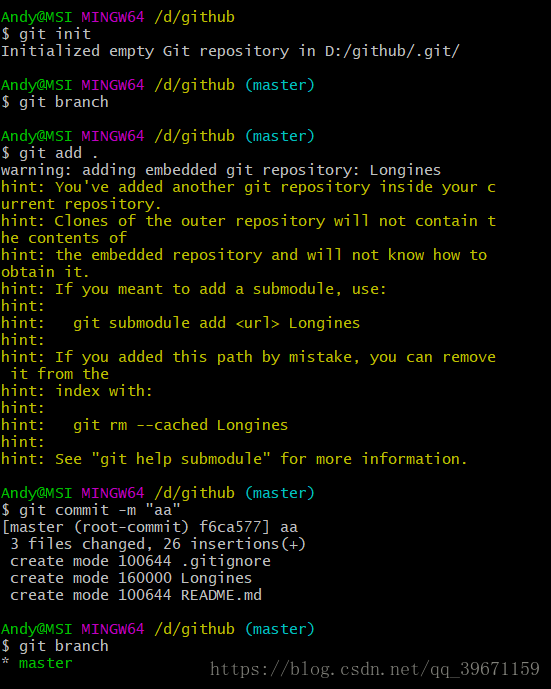 Andy@MSI MINGW64 /d/github
$ git init
Initialized empty Git repository in D:/github/.git/
Andy@MSI MINGW64 /d/github (master)
$ git branch
Andy@MSI MINGW64 /d/github (master)
$ git add .
warning: adding embedded git repository: Longines
hint: You've added another git repository inside your c
urrent repository.
hint: Clones of the outer repository will not contain t
he contents of
hint: the embedded repository and will not know how to
obtain it.
hint: If you meant to add a submodule, use:
hint:
hint:   git submodule add <url> Longines
hint:
hint: If you added this path by mistake, you can remove
 it from the
hint: index with:
hint:
hint:   git rm --cached Longines
hint:
hint: See "git help submodule" for more information.
Andy@MSI MINGW64 /d/github (master)
$ git commit -m "aa"
[master (root-commit) f6ca577] aa
 3 files changed, 26 insertions(+)
 create mode 100644 .gitignore
 create mode 160000 Longines
 create mode 100644 README.md
Andy@MSI MINGW64 /d/github (master)
$ git branch
* master
https://blog.csdn.net/qq_39671159